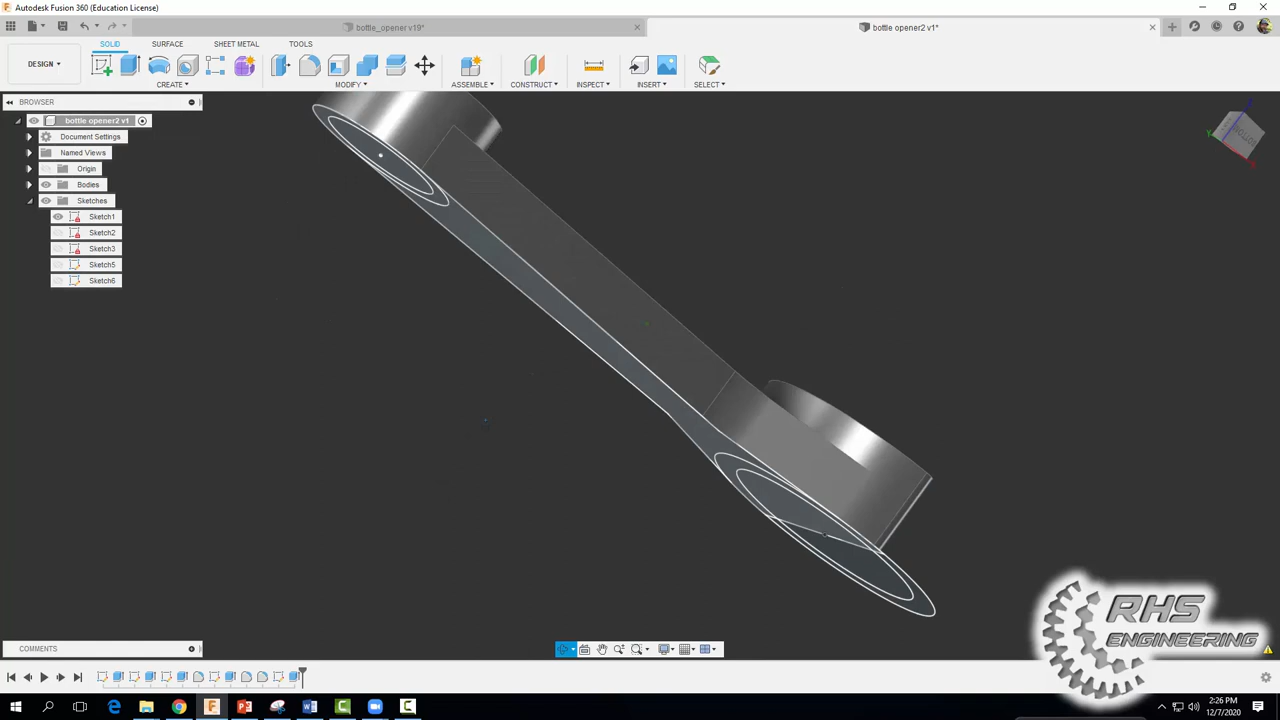 Autodesk Fusion 360 (Education License)
bottle_opener v19*
bottle opener2 v1*
SOLID
SURFACE
SHEET METAL
TOOLS
DESIGN
CREATE
MODIFY
ASSEMBLE
CONSTRUCT
INSPECT
INSERT
SELECT
BROWSER
bottle opener2 v1
Document Settings
Named Views
Origin
Bodies
Sketches
Sketch1
Sketch2
Sketch3
Sketch5
Sketch6
BOTTOM
COMMENTS
RHS
ENGINEERING
2:26 PM
12/7/2020